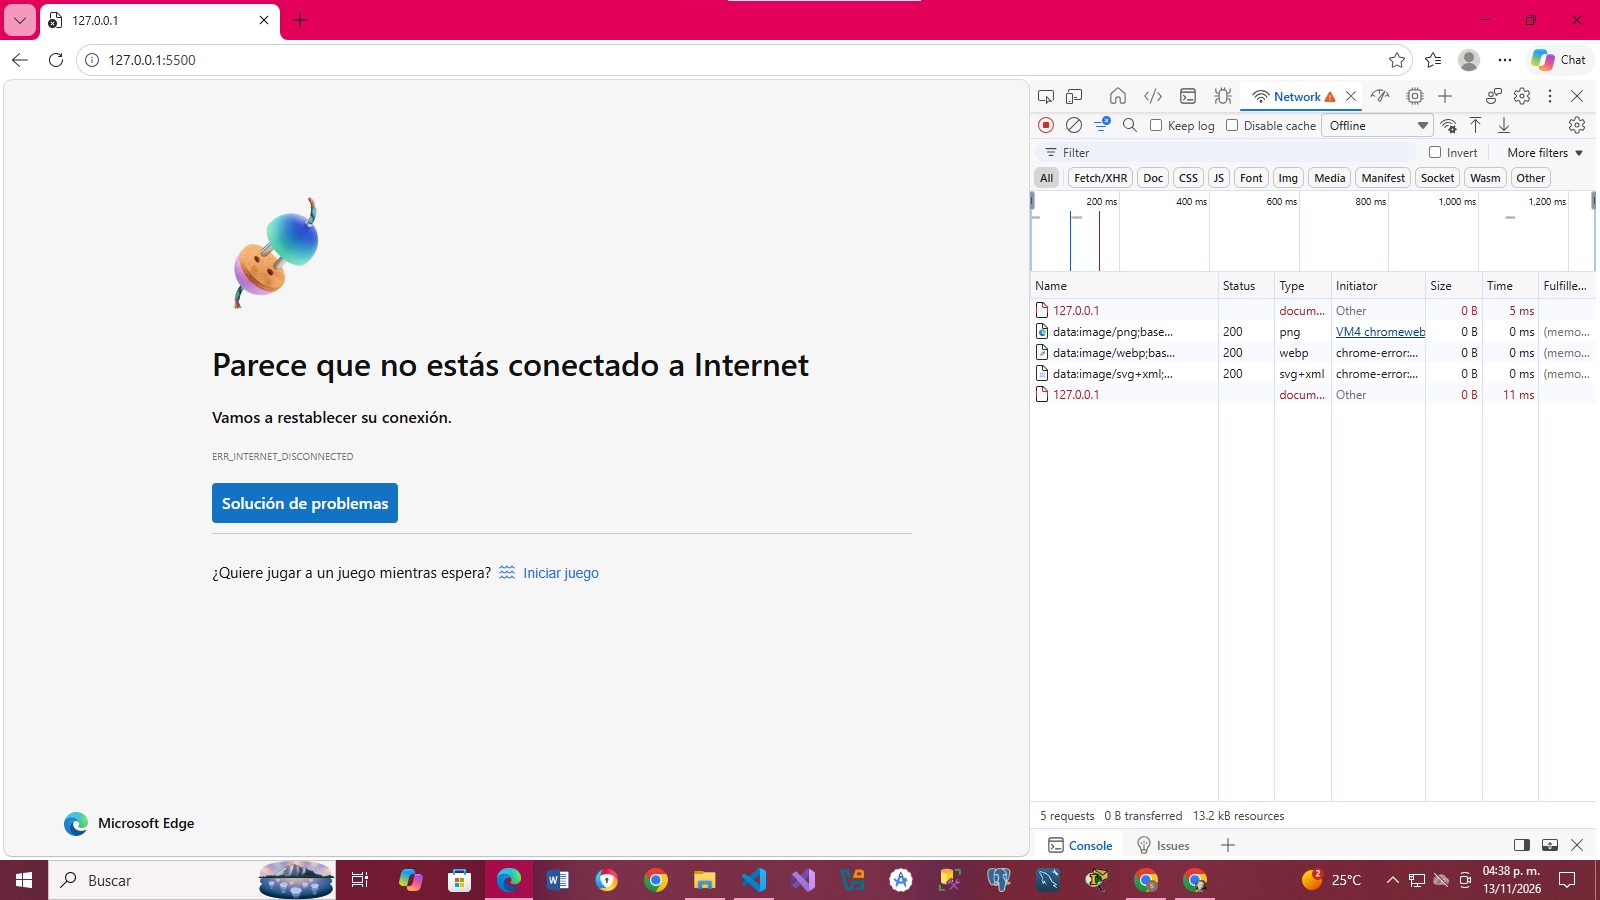 127.0.0.1
127.0.0.1:5500
Chat
Parece que no estás conectado a Internet
Vamos a restablecer su conexión.
ERR_INTERNET_DISCONNECTED
Solución de problemas
¿Quiere jugar a un juego mientras espera? Iniciar juego
Microsoft Edge
Network
Keep log Disable cache Offline
Filter Invert More filters
All Fetch/XHR Doc CSS JS Font Img Media Manifest Socket Wasm Other
200 ms 400 ms 600 ms 800 ms 1,000 ms 1,200 ms
Name Status Type Initiator Size Time Fulfille...
127.0.0.1 docum... Other 0 B 5 ms
data:image/png;base... 200 png VM4 chromeweb 0 B 0 ms (memo...
data:image/webp;bas... 200 webp chrome-error:... 0 B 0 ms (memo...
data:image/svg+xml;... 200 svg+xml chrome-error:... 0 B 0 ms (memo...
127.0.0.1 docum... Other 0 B 11 ms
5 requests 0 B transferred 13.2 kB resources
Console Issues
Buscar
2 25°C
04:38 p. m.
13/11/2026